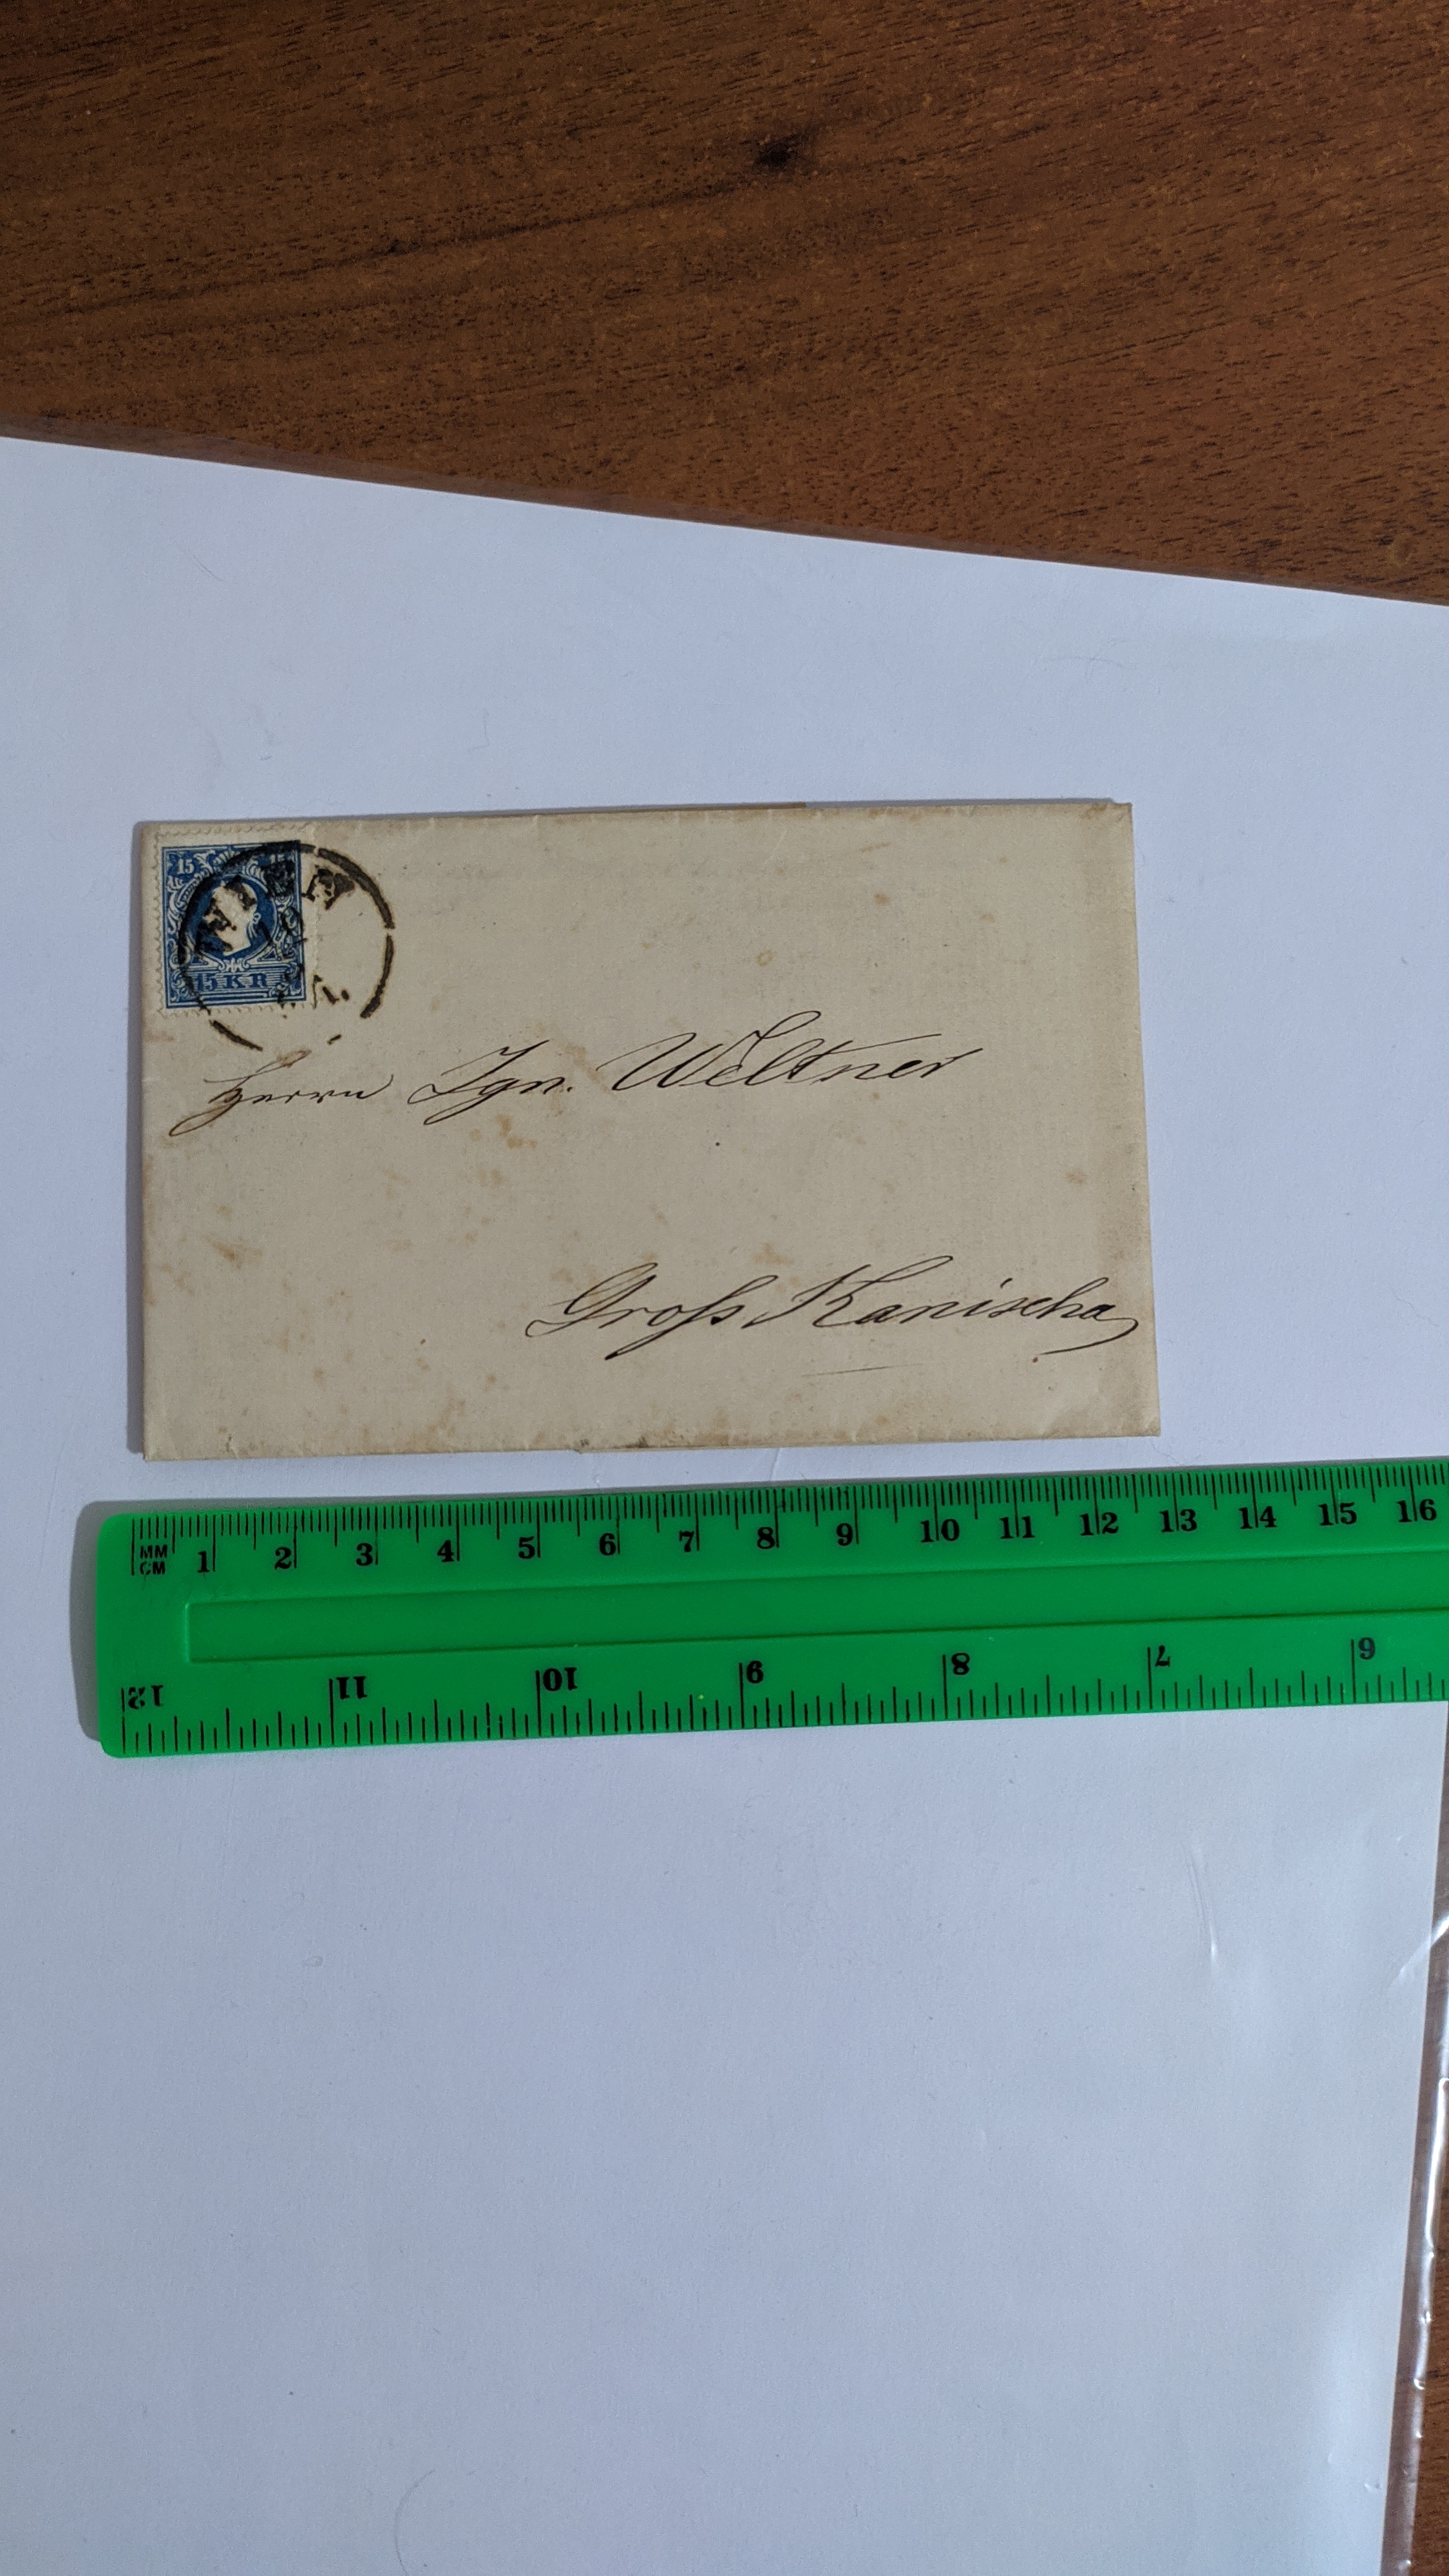 15
WIEN
15 KR
Herrn Ign. Weltner
Groß Kanischa
MM 1 2 3 4 5 6 7 8 9 10 11 12 13 14 15 16
CM
12 11 10 9 8 7 6